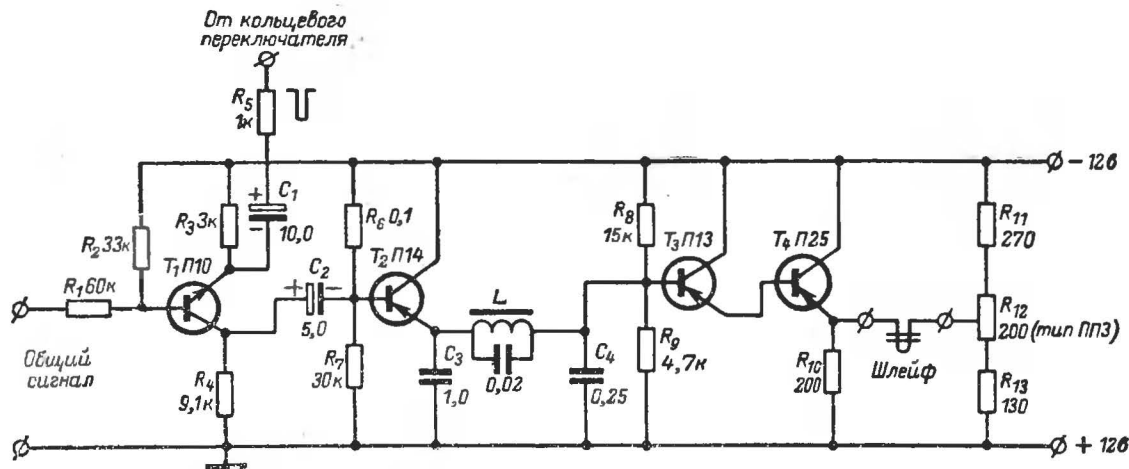 От кольцевого
переключателя
R5
1к
C1
+
-
10,0
R3 3к
R2 33к
R1 60к
T1 П10
Общий
сигнал
R4
9,1к
C2
+
-
5,0
R6 0,1
T2 П14
R7
30к
C3
1,0
L
0,02
C4
0,25
R8
15к
T3 П13
R9
4,7к
T4 П25
R10
200
Шлейф
- 12в
R11
270
R12
200 (тип ПП3)
R13
130
+ 12в